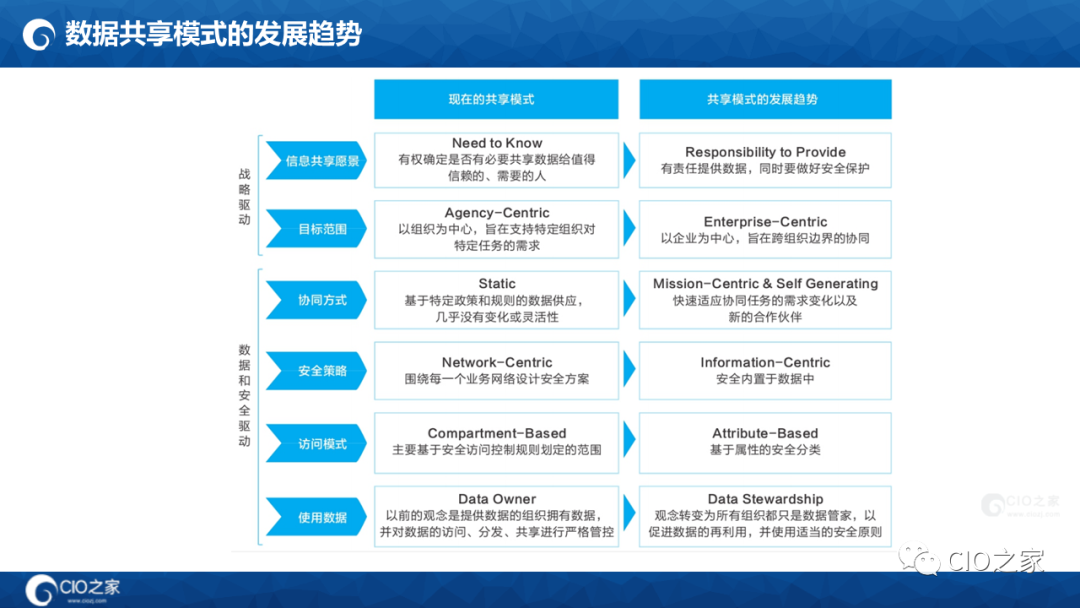 数据共享模式的发展趋势
现在的共享模式
共享模式的发展趋势
战略驱动
信息共享愿景
Need to Know
有权确定是否有必要共享数据给值得
信赖的、需要的人
Responsibility to Provide
有责任提供数据，同时要做好安全保护
目标范围
Agency-Centric
以组织为中心，旨在支持特定组织对
特定任务的需求
Enterprise-Centric
以企业为中心，旨在跨组织边界的协同
数据和安全驱动
协同方式
Static
基于特定政策和规则的数据供应，
几乎没有变化或灵活性
Mission-Centric & Self Generating
快速适应协同任务的需求变化以及
新的合作伙伴
安全策略
Network-Centric
围绕每一个业务网络设计安全方案
Information-Centric
安全内置于数据中
访问模式
Compartment-Based
主要基于安全访问控制规则划定的范围
Attribute-Based
基于属性的安全分类
使用数据
Data Owner
以前的观念是提供数据的组织拥有数据，
并对数据的访问、分发、共享进行严格管控
Data Stewardship
观念转变为所有组织都只是数据管家，以
促进数据的再利用，并使用适当的安全原则
CIO之家
www.ciozj.com
CIO之家
CIO之家
www.ciozj.com